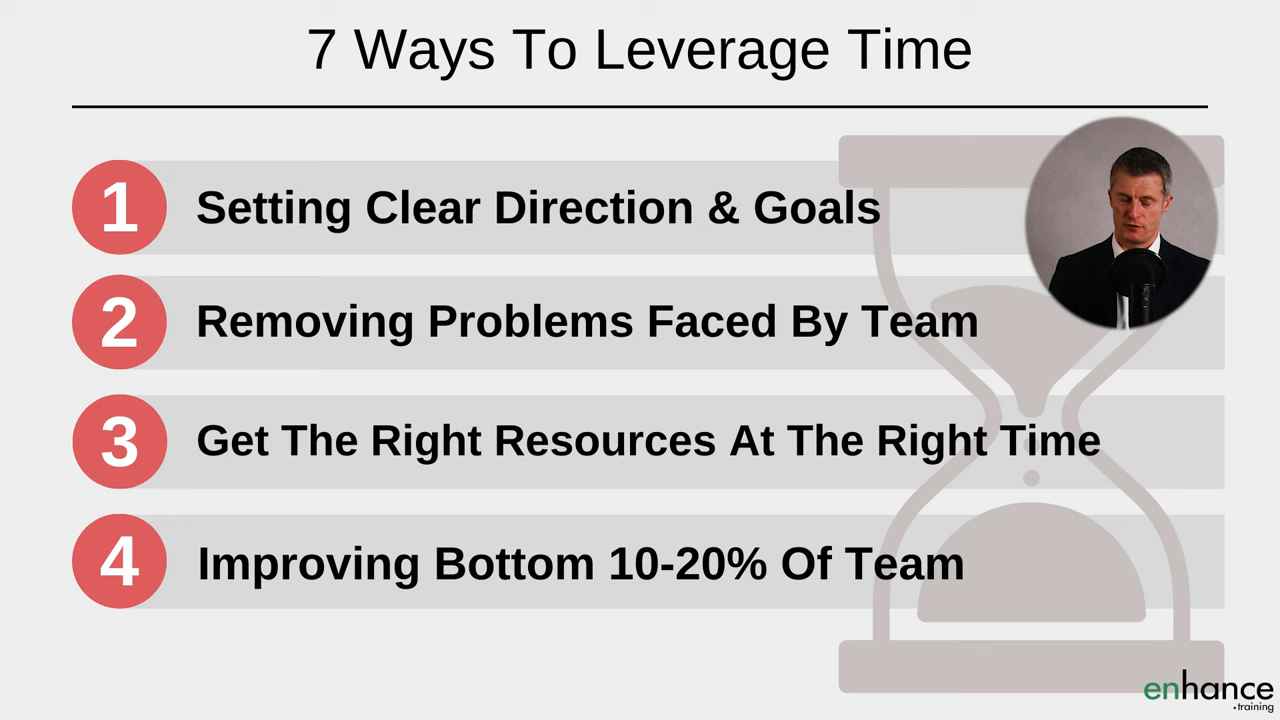 7 Ways To Leverage Time
1 Setting Clear Direction & Goals
2 Removing Problems Faced By Team
3 Get The Right Resources At The Right Time
4 Improving Bottom 10-20% Of Team
enhance
•training